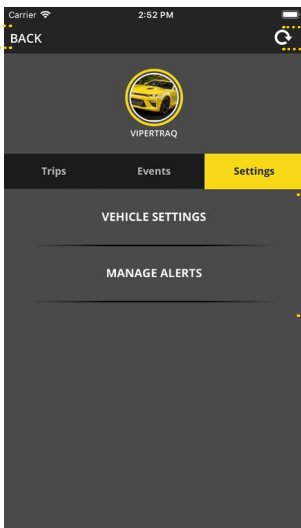 Carrier 2:52 PM
BACK
VIPERTRAQ
Trips Events Settings
VEHICLE SETTINGS
MANAGE ALERTS